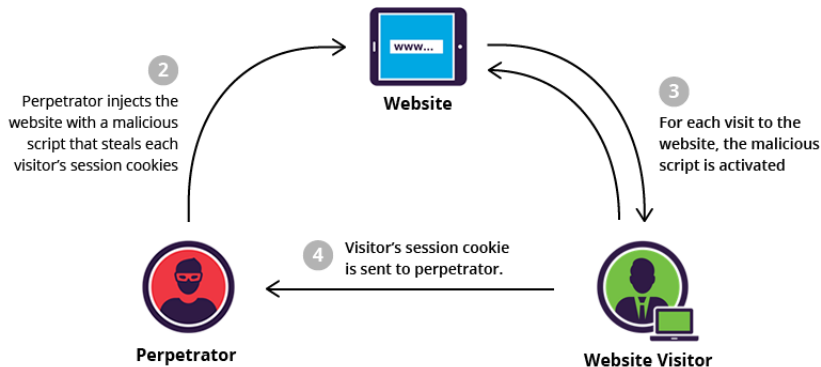 www...
Website
2
Perpetrator injects the
website with a malicious
script that steals each
visitor's session cookies
3
For each visit to the
website, the malicious
script is activated
4
Visitor's session cookie
is sent to perpetrator.
Perpetrator
Website Visitor